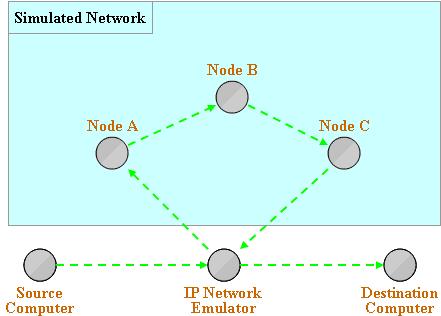 Simulated Network
Node B
Node A
Node C
Source
Computer
IP Network
Emulator
Destination
Computer